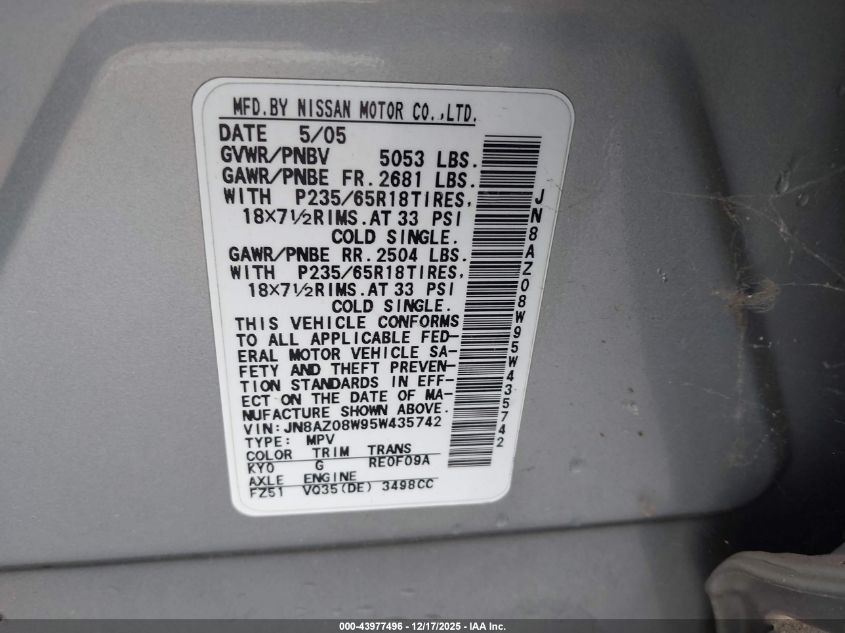 MFD.BY NISSAN MOTOR CO.,LTD.
DATE 5/05
GVWR/PNBV 5053 LBS.
GAWR/PNBE FR.2681 LBS.
WITH P235/65R18TIRES,
18×7½RIMS.AT 33 PSI
COLD SINGLE.
GAWR/PNBE RR.2504 LBS.
WITH P235/65R18TIRES,
18×7½RIMS.AT 33 PSI
COLD SINGLE.
THIS VEHICLE CONFORMS
TO ALL APPLICABLE FED-
ERAL MOTOR VEHICLE SA-
FETY AND THEFT PREVEN-
TION STANDARDS IN EFF-
ECT ON THE DATE OF MA-
NUFACTURE SHOWN ABOVE.
VIN: JN8AZ08W95W435742
TYPE: MPV
COLOR TRIM TRANS
KY0 G RE0F09A
AXLE ENGINE
FZ51 VQ35(DE) 3498CC
JN8AZ08W95W435742
000-43977496 - 12/17/2025 - IAA Inc.